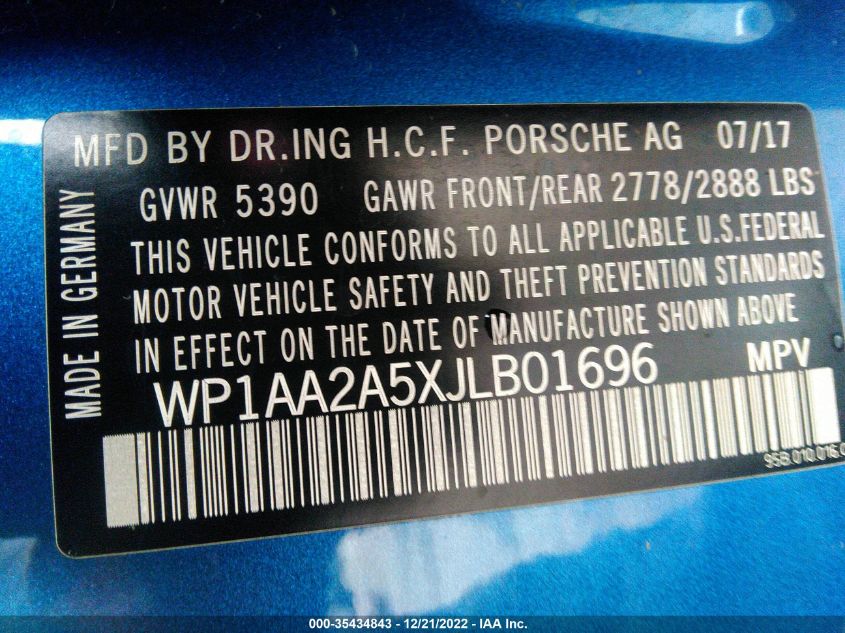 MFD BY DR.ING H.C.F. PORSCHE AG 07/17
GVWR 5390 GAWR FRONT/REAR 2778/2888 LBS
THIS VEHICLE CONFORMS TO ALL APPLICABLE U.S.FEDERAL
MOTOR VEHICLE SAFETY AND THEFT PREVENTION STANDARDS
IN EFFECT ON THE DATE OF MANUFACTURE SHOWN ABOVE
WP1AA2A5XJLB01696 MPV
MADE IN GERMANY
000-35434843 - 12/21/2022 - IAA Inc.